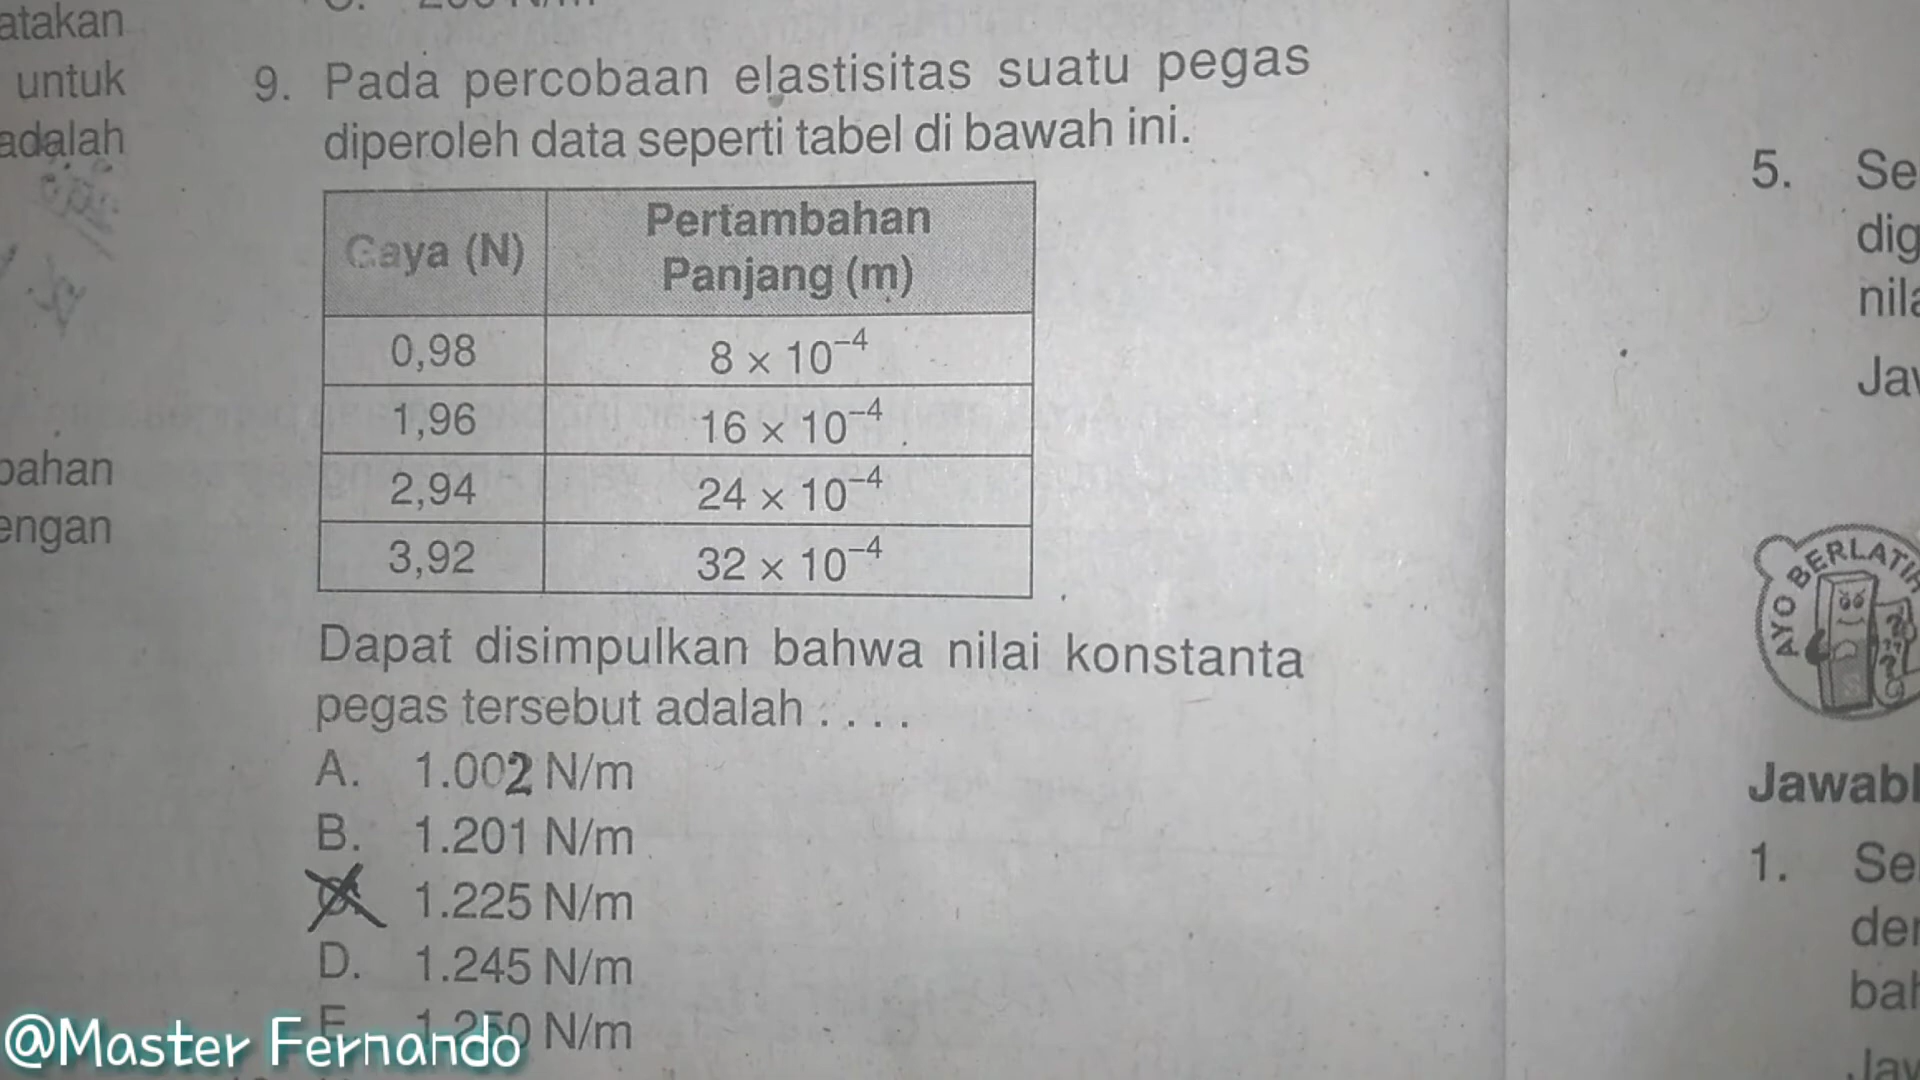 atakan
untuk
adalah
bahan
engan
9. Pada percobaan elastisitas suatu pegas
diperoleh data seperti tabel di bawah ini.
Gaya (N) Pertambahan Panjang (m)
0,98 8 × 10⁻⁴
1,96 16 × 10⁻⁴
2,94 24 × 10⁻⁴
3,92 32 × 10⁻⁴
Dapat disimpulkan bahwa nilai konstanta
pegas tersebut adalah . . . .
A. 1.002 N/m
B. 1.201 N/m
C. 1.225 N/m
D. 1.245 N/m
E. 1.250 N/m
@Master Fernando
5. Se
dig
nila
Jaw
AYO BERLATIH
Jawabl
1. Se
der
bah
Jaw